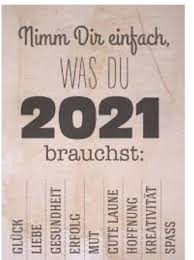 Nimm Dir einfach,
WAS DU
2021
brauchst:
GLÜCK
LIEBE
GESUNDHEIT
ERFOLG
MUT
GUTE LAUNE
HOFFNUNG
KREATIVITÄT
SPASS